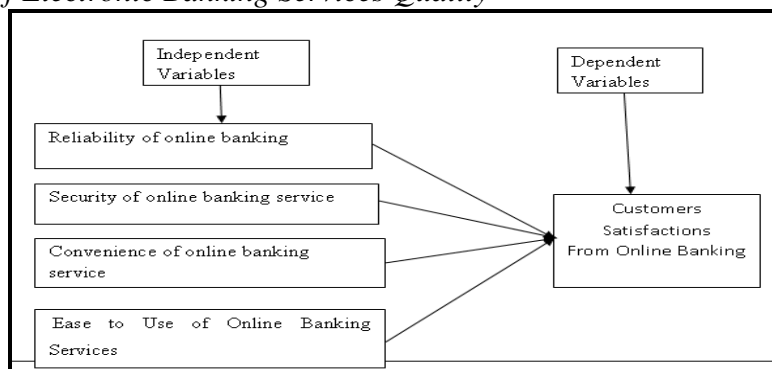 f Electronic Banking Services Quality
Independent
Variables
Dependent
Variables
Reliability of online banking
Security of online banking service
Convenience of online banking
service
Ease to Use of Online Banking
Services
Customers
Satisfactions
From Online Banking